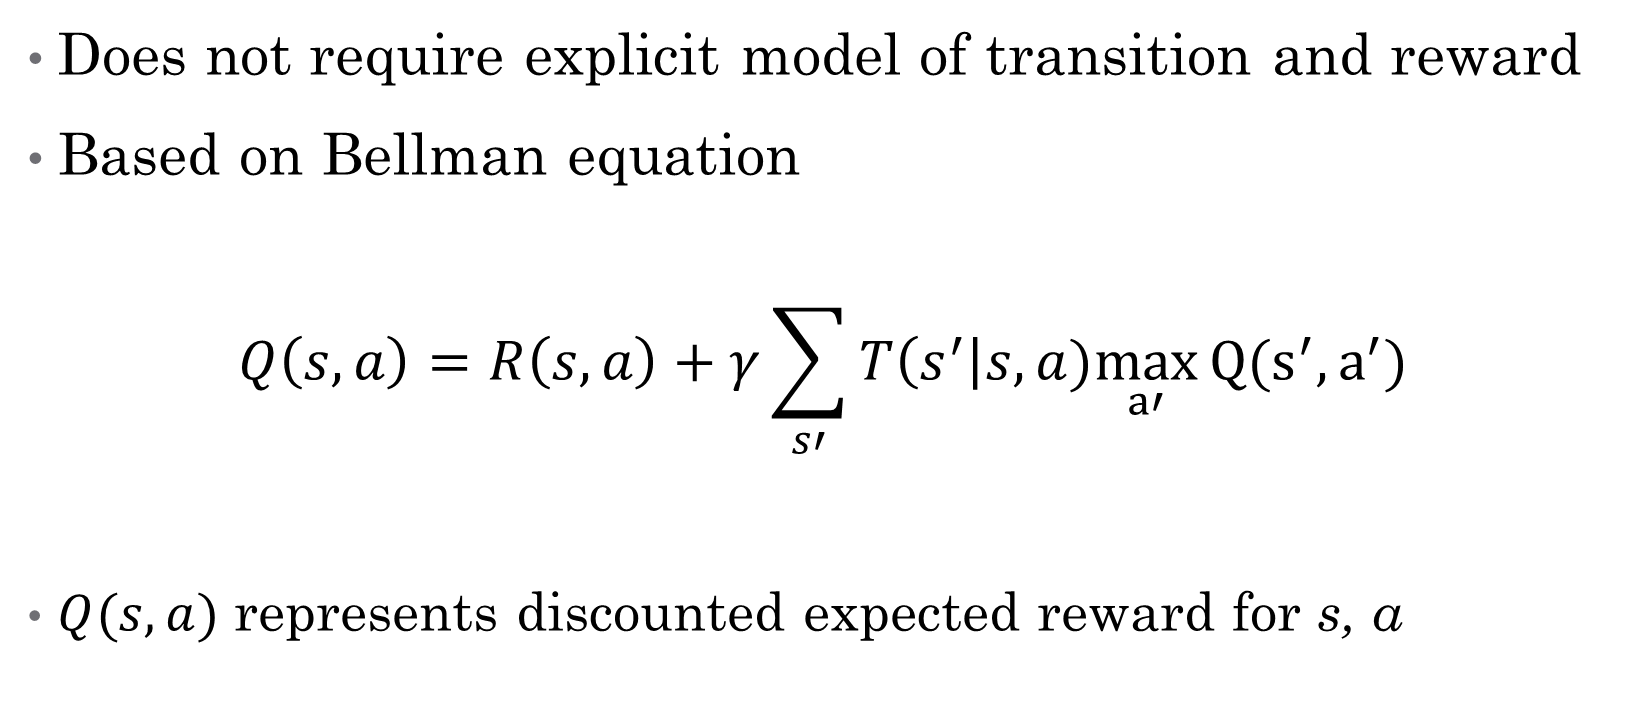 • Does not require explicit model of transition and reward
• Based on Bellman equation
Q(s, a) = R(s, a) + γ ∑ T(s′|s, a) max Q(s′, a′)
s′ a′
• Q(s, a) represents discounted expected reward for s, a